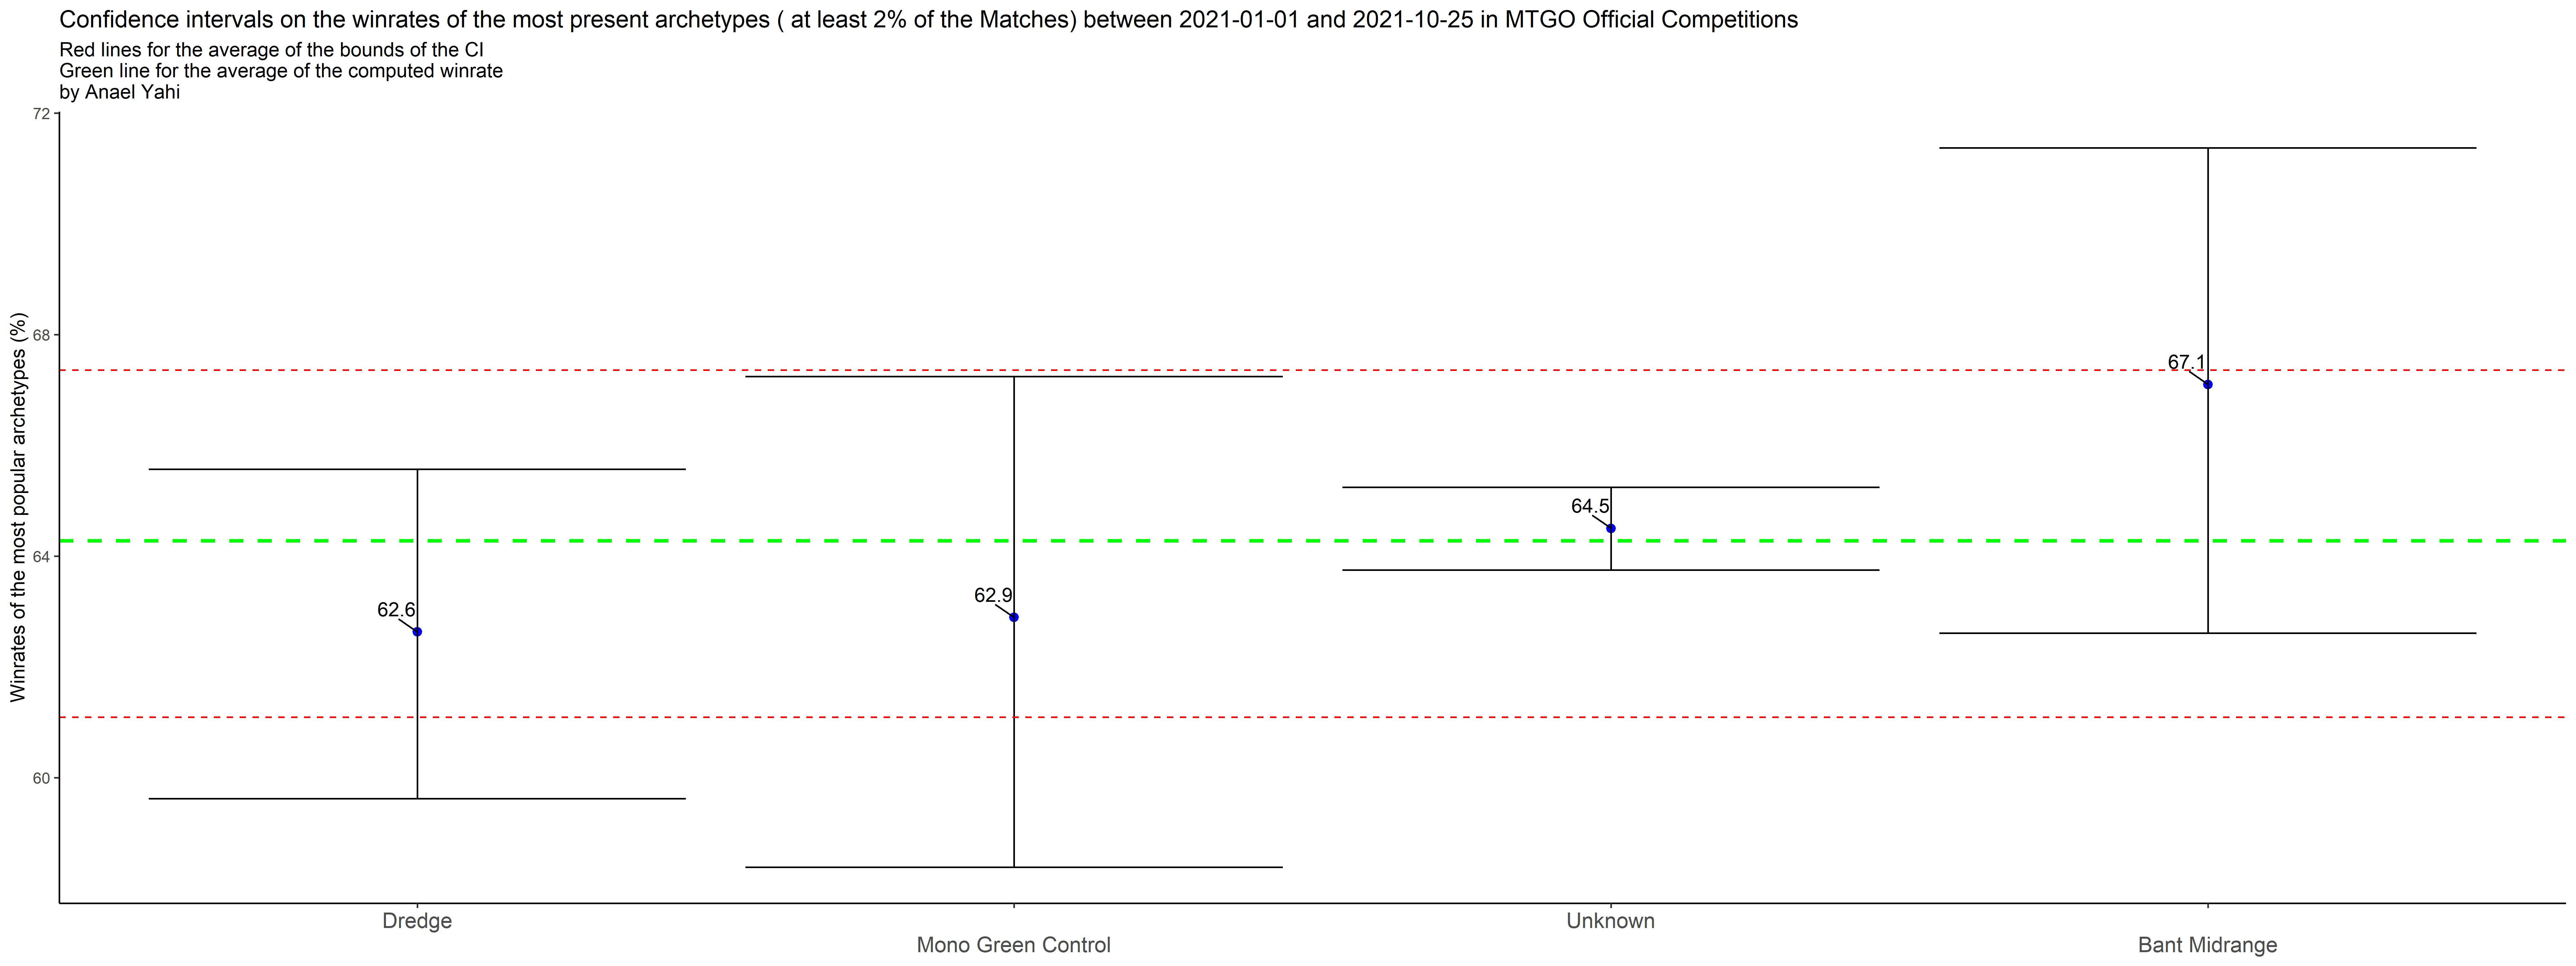 Confidence intervals on the winrates of the most present archetypes ( at least 2% of the Matches) between 2021-01-01 and 2021-10-25 in MTGO Official Competitions
Red lines for the average of the bounds of the CI
Green line for the average of the computed winrate
by Anael Yahi
Winrates of the most popular archetypes (%)
72
68
64
60
62.6
62.9
64.5
67.1
Dredge
Mono Green Control
Unknown
Bant Midrange